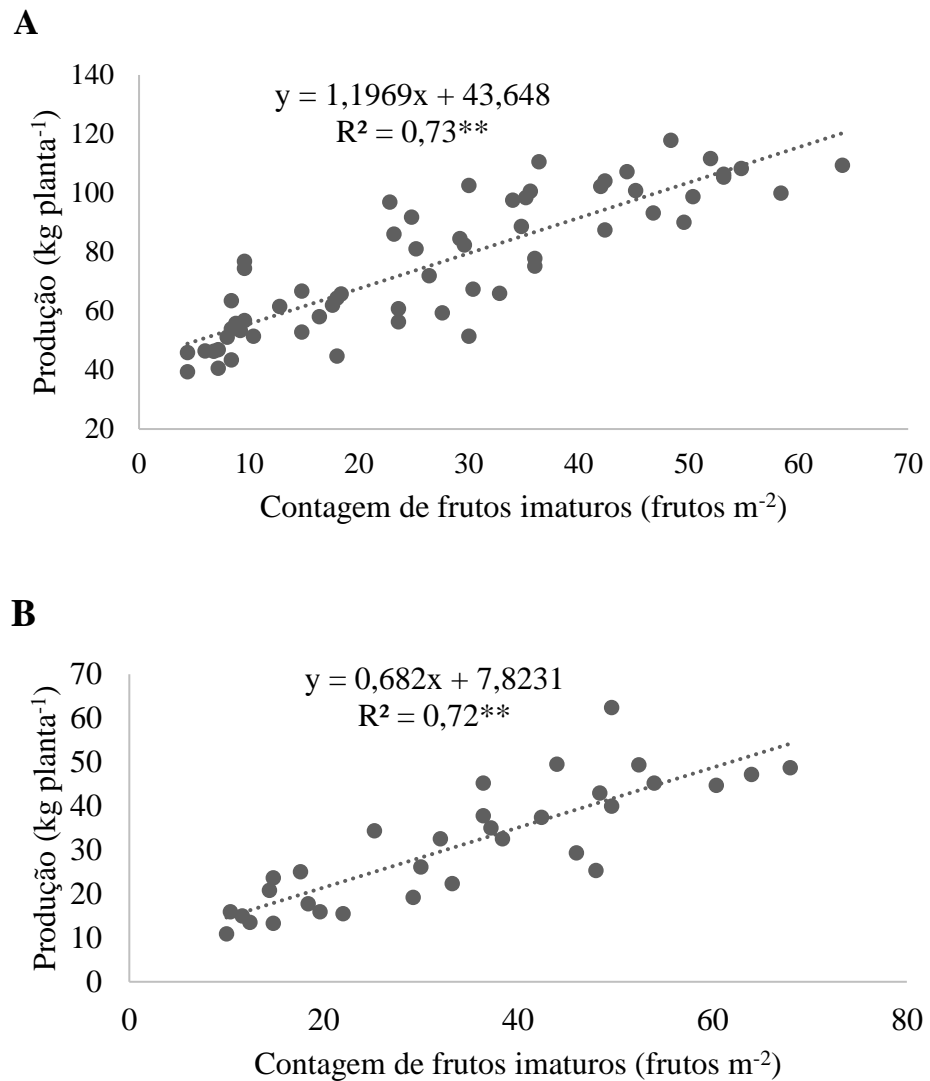 A
y = 1,1969x + 43,648
R² = 0,73**
140
120
100
80
60
40
20
Produção (kg planta-1)
0 10 20 30 40 50 60 70
Contagem de frutos imaturos (frutos m-2)
B
y = 0,682x + 7,8231
R² = 0,72**
70
60
50
40
30
20
10
0
Produção (kg planta-1)
0 20 40 60 80
Contagem de frutos imaturos (frutos m-2)